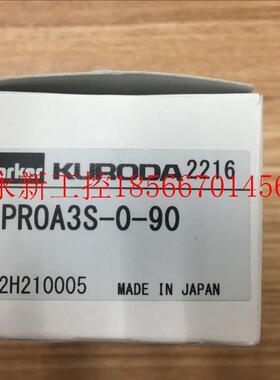 KURODA 2216
永新工控18566701456
PROA3S-0-90
2H210005 MADE IN JAPAN